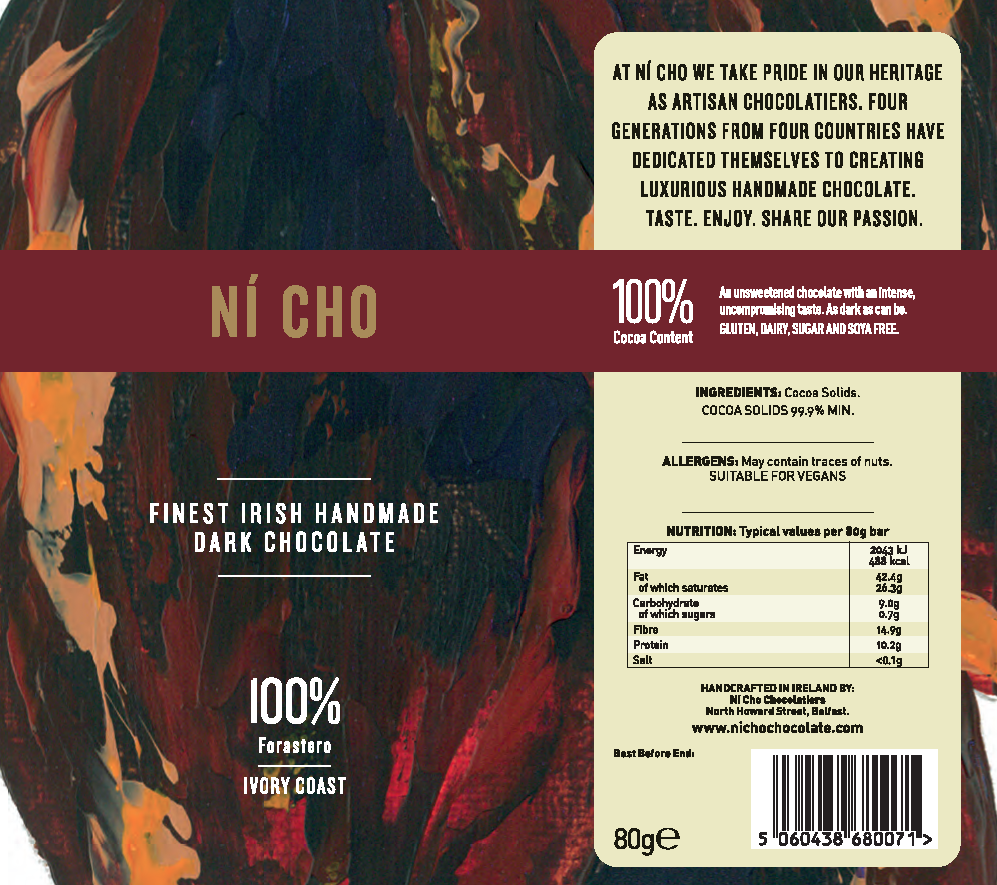 NÍ CHO
FINEST IRISH HANDMADE
DARK CHOCOLATE
100%
Forastero
IVORY COAST
AT NÍ CHO WE TAKE PRIDE IN OUR HERITAGE
AS ARTISAN CHOCOLATIERS. FOUR
GENERATIONS FROM FOUR COUNTRIES HAVE
DEDICATED THEMSELVES TO CREATING
LUXURIOUS HANDMADE CHOCOLATE.
TASTE. ENJOY. SHARE OUR PASSION.
100%
Cocoa Content
An unsweetened chocolate with an intense,
uncompromising taste. As dark as can be.
GLUTEN, DAIRY, SUGAR AND SOYA FREE.
INGREDIENTS: Cocoa Solids.
COCOA SOLIDS 99.9% MIN.
ALLERGENS: May contain traces of nuts.
SUITABLE FOR VEGANS
NUTRITION: Typical values per 80g bar
Energy 2043 kJ
488 kcal
Fat 42.4g
of which saturates 26.3g
Carbohydrate 9.0g
of which sugars 0.7g
Fibre 14.9g
Protein 10.2g
Salt <0.1g
HANDCRAFTED IN IRELAND BY:
Ní Cho Chocolatiers
North Howard Street, Belfast.
www.nichochocolate.com
Best Before End:
80g℮
5 060438 680071 >